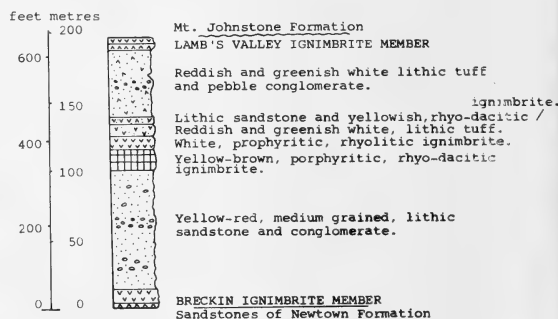 feet metres
200
Mt. Johnstone Formation
LAMB'S VALLEY IGNIMBRITE MEMBER
600
Reddish and greenish white lithic tuff
and pebble conglomerate.
ignimbrite.
150
Lithic sandstone and yellowish, rhyo-dacitic /
Reddish and greenish white, lithic tuff.
400
White, prophyritic, rhyolitic ignimbrite.
Yellow-brown, porphyritic, rhyo-dacitic
100
ignimbrite.
200
Yellow-red, medium grained, lithic
sandstone and conglomerate.
50
BRECKIN IGNIMBRITE MEMBER
0 0
Sandstones of Newtown Formation